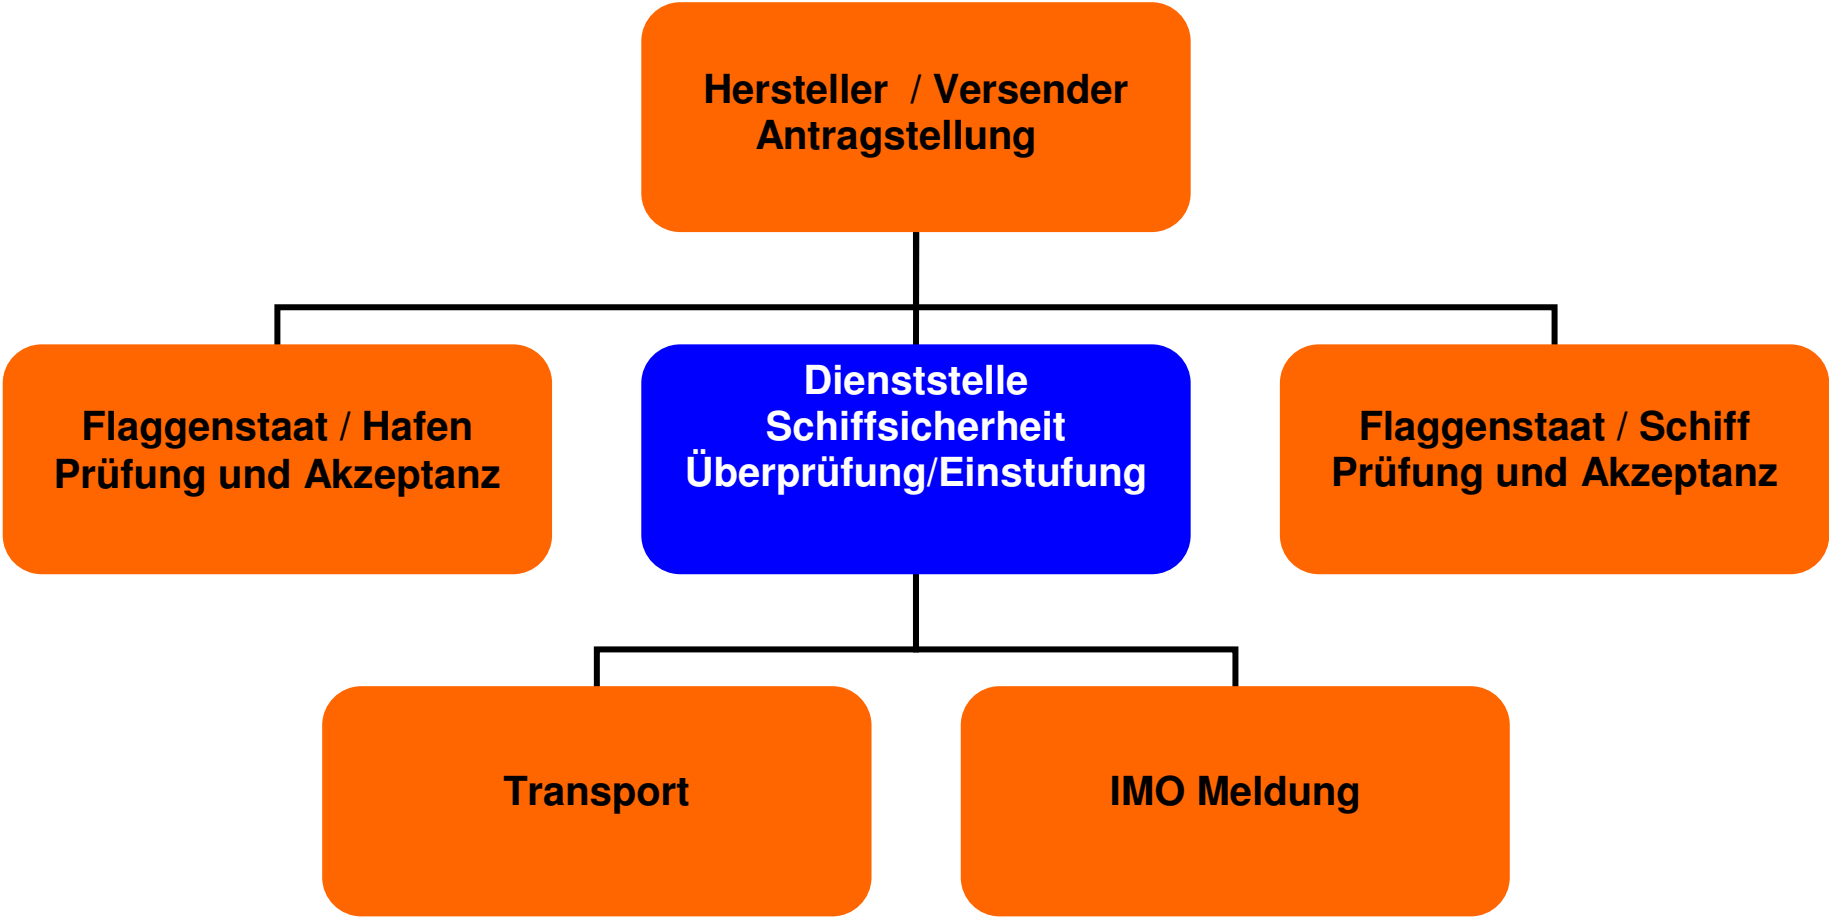 Hersteller / Versender
Antragstellung
Flaggenstaat / Hafen
Prüfung und Akzeptanz
Dienststelle
Schiffsicherheit
Überprüfung/Einstufung
Flaggenstaat / Schiff
Prüfung und Akzeptanz
Transport
IMO Meldung